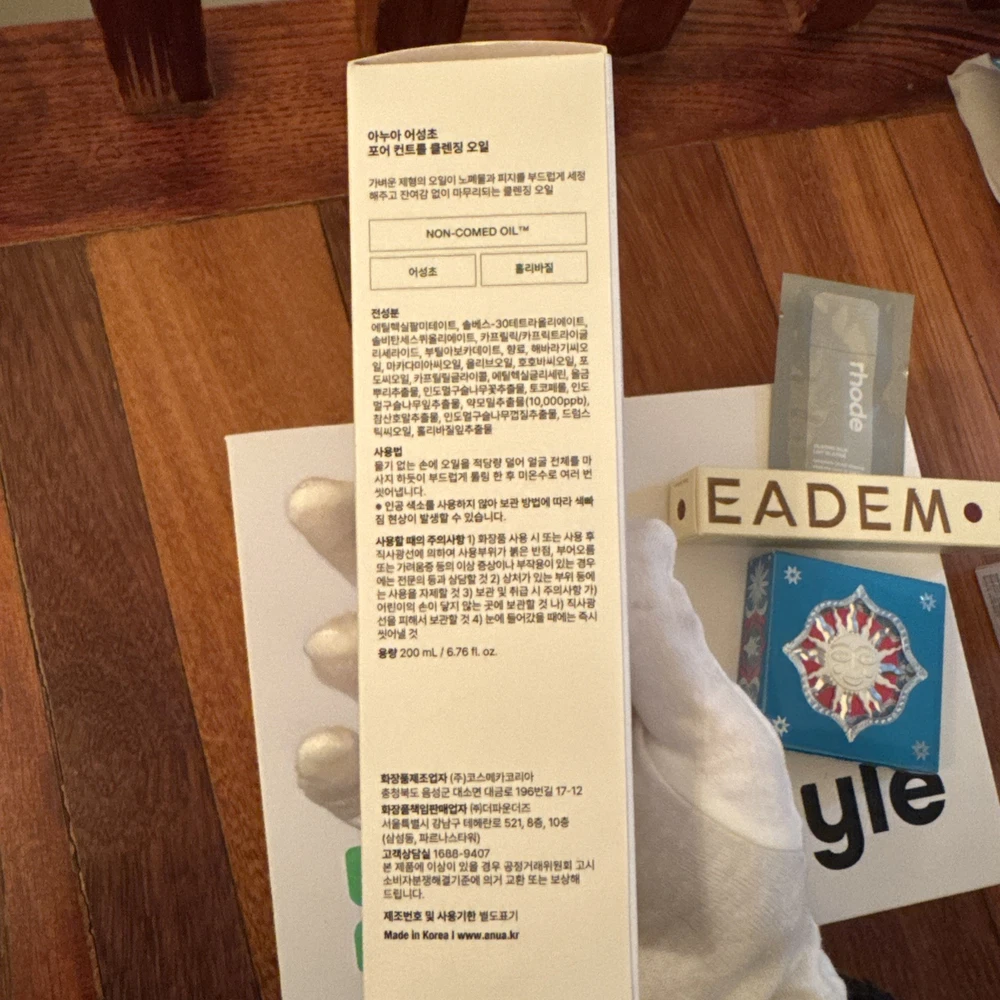 아누아 어성초
포어 컨트롤 클렌징 오일
가벼운 제형의 오일이 노폐물과 피지를 부드럽게 세정
해주고 잔여감 없이 마무리되는 클렌징 오일
NON-COMED OIL™
어성초
홀리바질
전성분
에틸헥실팔미테이트, 솔베스-30테트라올리에이트,
솔비탄세스퀴올리에이트, 카프릴릭/카프릭트라이글
리세라이드, 부틸아보카데이트, 향료, 해바라기씨오
일, 마카다미아씨오일, 올리브오일, 호호바씨오일, 포
도씨오일, 카프릴릴글라이콜, 에틸헥실글리세린, 울금
뿌리추출물, 인도멀구슬나무꽃추출물, 토코페롤, 인도
멀구슬나무잎추출물, 약모밀추출물(10,000ppb),
참산호말추출물, 인도멀구슬나무껍질추출물, 드럼스
틱씨오일, 홀리바질잎추출물
사용법
물기 없는 손에 오일을 적당량 덜어 얼굴 전체를 마
사지 하듯이 부드럽게 롤링 한 후 미온수로 여러 번
씻어냅니다.
● 인공 색소를 사용하지 않아 보관 방법에 따라 색빠
짐 현상이 발생할 수 있습니다.
사용할 때의 주의사항 1) 화장품 사용 시 또는 사용 후
직사광선에 의하여 사용부위가 붉은 반점, 부어오름
또는 가려움증 등의 이상 증상이나 부작용이 있는 경우
에는 전문의 등과 상담할 것 2) 상처가 있는 부위 등에
는 사용을 자제할 것 3) 보관 및 취급 시 주의사항 가)
어린이의 손이 닿지 않는 곳에 보관할 것 나) 직사광
선을 피해서 보관할 것 4) 눈에 들어갔을 때에는 즉시
씻어낼 것
용량 200 mL / 6.76 fl. oz.
화장품제조업자 (주)코스메카코리아
충청북도 음성군 대소면 대금로 196번길 17-12
화장품책임판매업자 ㈜더파운더즈
서울특별시 강남구 테헤란로 521, 8층, 10층
(삼성동, 파르나스타워)
고객상담실 1688-9407
본 제품에 이상이 있을 경우 공정거래위원회 고시
소비자분쟁해결기준에 의거 교환 또는 보상해
드립니다.
제조번호 및 사용기한 별도표기
Made in Korea I www.anua.kr
rhode
EADEM
yle